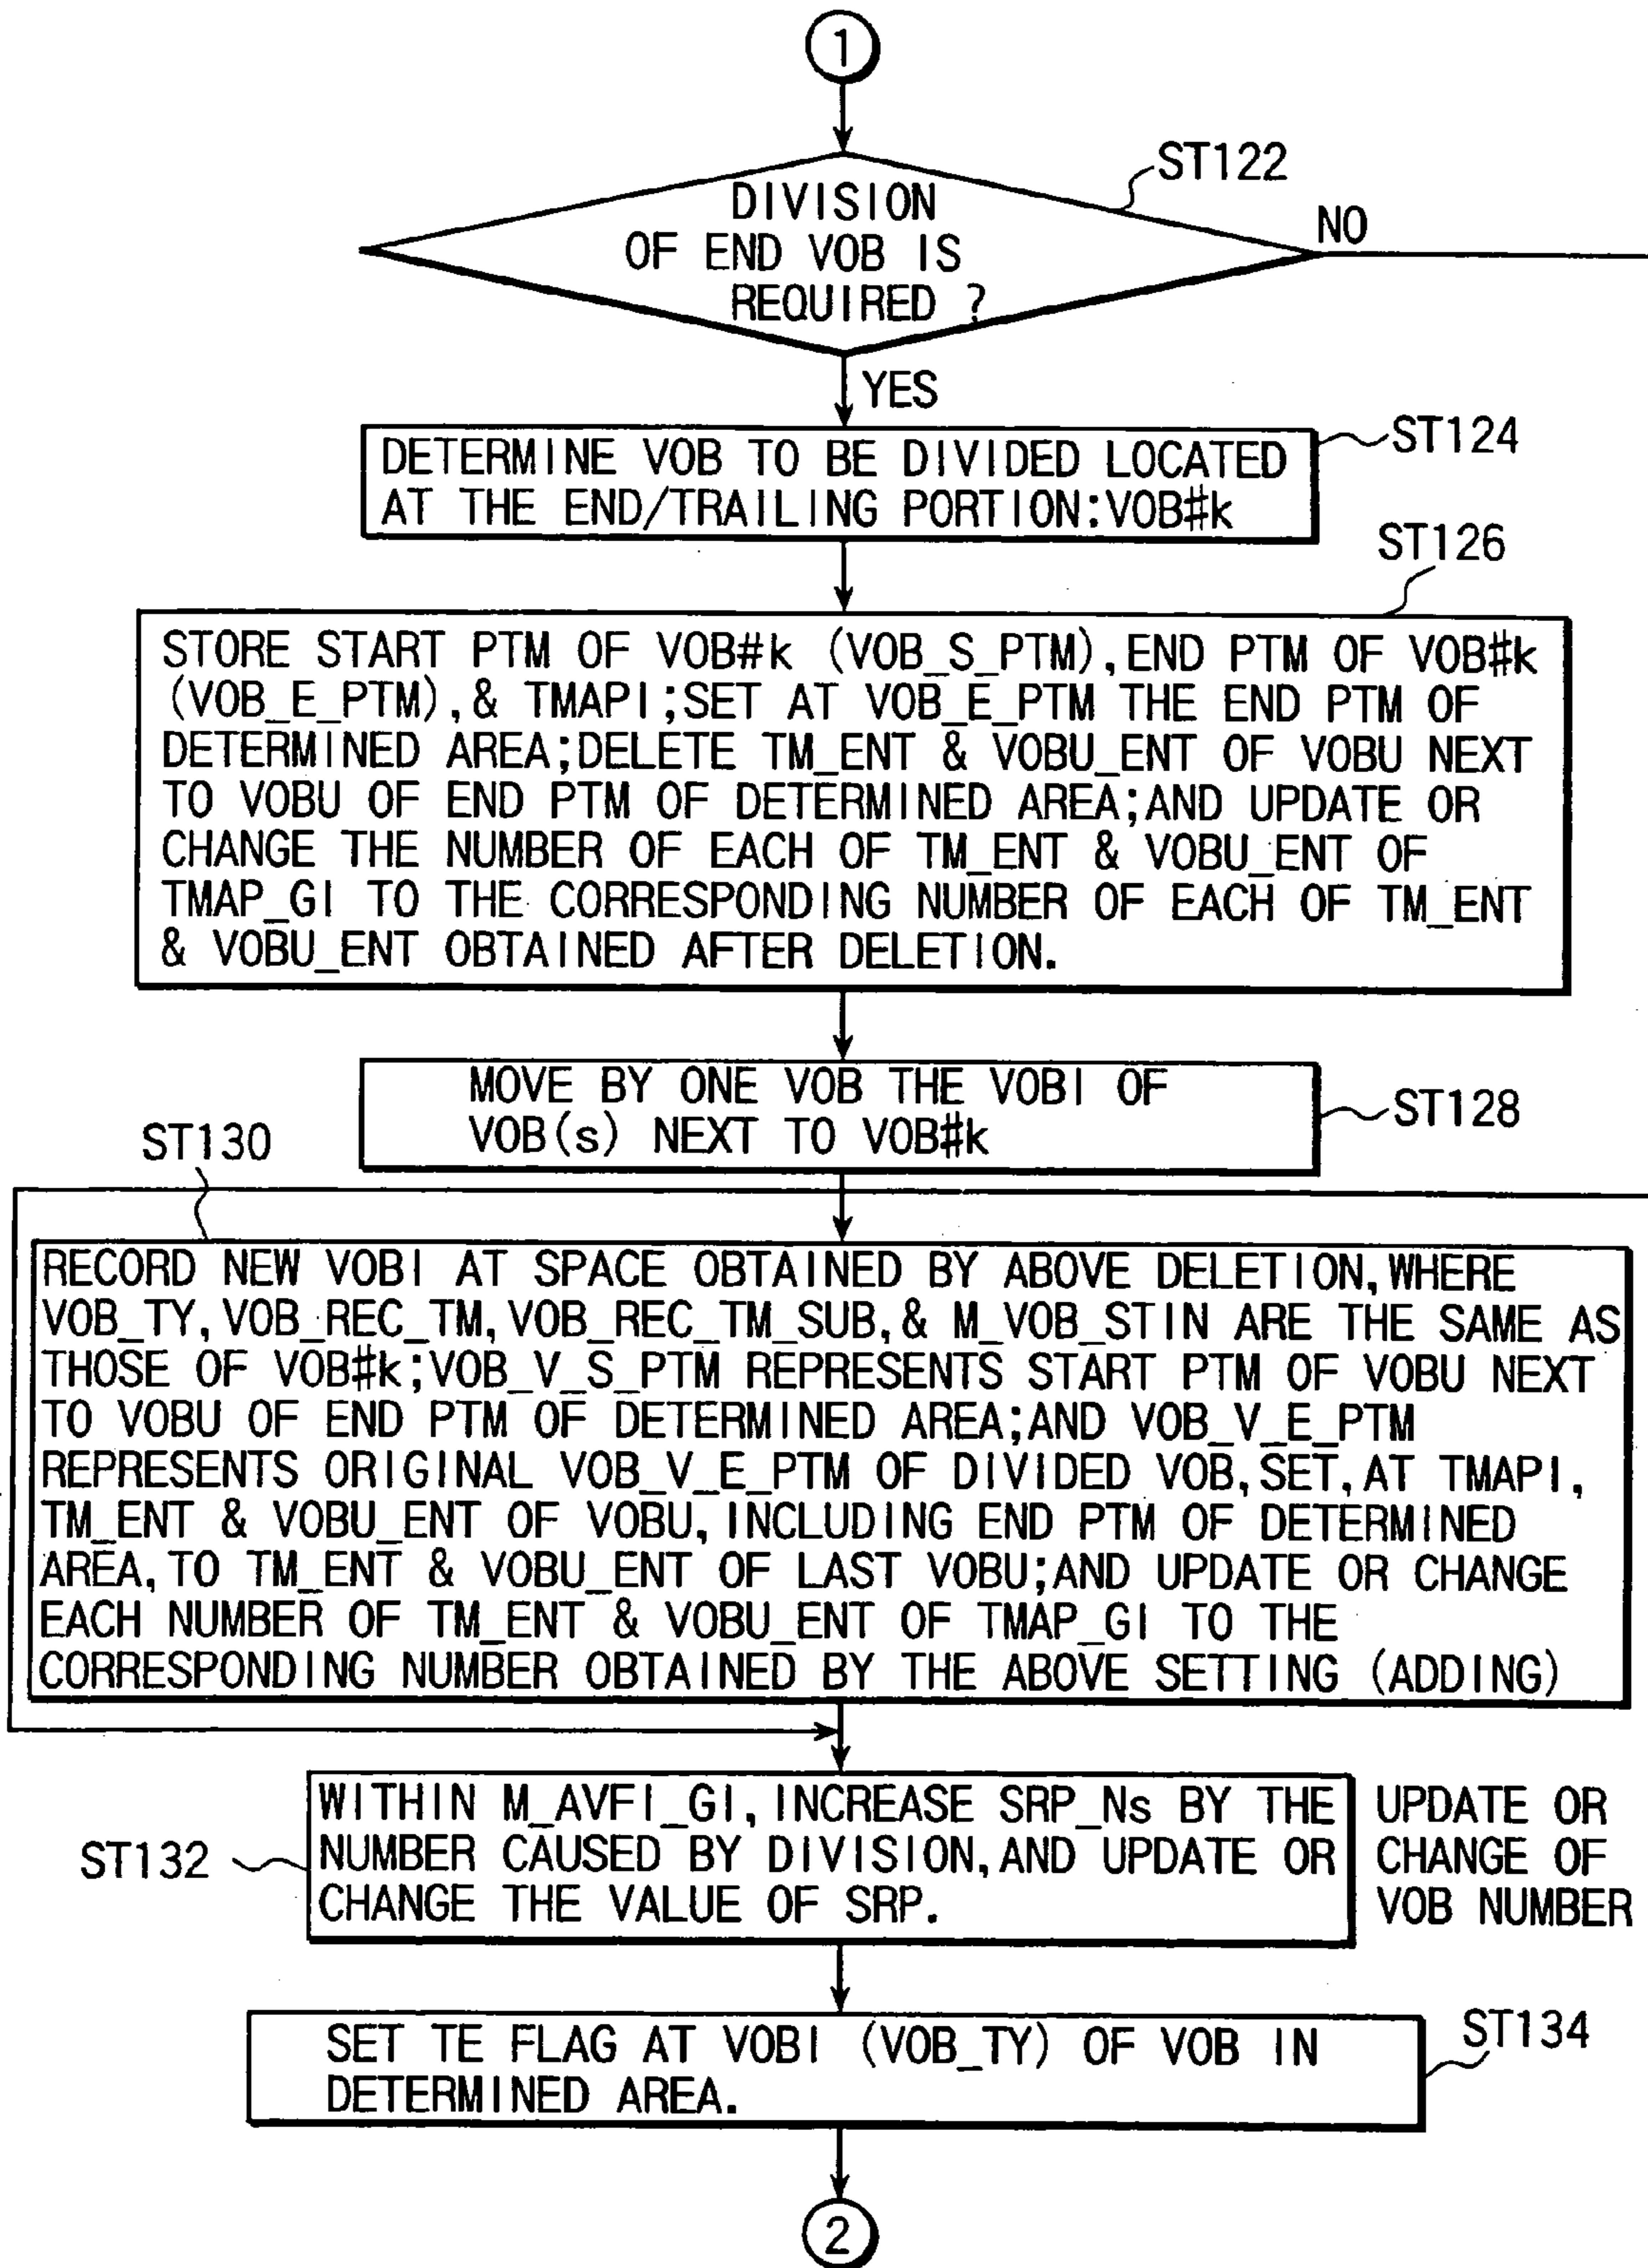 1
ST122
DIVISION
OF END VOB IS
REQUIRED ?
NO
YES
ST124
DETERMINE VOB TO BE DIVIDED LOCATED
AT THE END/TRAILING PORTION:VOB#k
ST126
STORE START PTM OF VOB#k (VOB_S_PTM),END PTM OF VOB#k
(VOB_E_PTM),& TMAPI;SET AT VOB_E_PTM THE END PTM OF
DETERMINED AREA;DELETE TM_ENT & VOBU_ENT OF VOBU NEXT
TO VOBU OF END PTM OF DETERMINED AREA;AND UPDATE OR
CHANGE THE NUMBER OF EACH OF TM_ENT & VOBU_ENT OF
TMAP_GI TO THE CORRESPONDING NUMBER OF EACH OF TM_ENT
& VOBU_ENT OBTAINED AFTER DELETION.
MOVE BY ONE VOB THE VOBI OF
VOB(s) NEXT TO VOB#k
ST128
ST130
RECORD NEW VOBI AT SPACE OBTAINED BY ABOVE DELETION,WHERE
VOB_TY,VOB_REC_TM,VOB_REC_TM_SUB,& M_VOB_STIN ARE THE SAME AS
THOSE OF VOB#k;VOB_V_S_PTM REPRESENTS START PTM OF VOBU NEXT
TO VOBU OF END PTM OF DETERMINED AREA;AND VOB_V_E_PTM
REPRESENTS ORIGINAL VOB_V_E_PTM OF DIVIDED VOB,SET,AT TMAPI,
TM_ENT & VOBU_ENT OF VOBU,INCLUDING END PTM OF DETERMINED
AREA,TO TM_ENT & VOBU_ENT OF LAST VOBU;AND UPDATE OR CHANGE
EACH NUMBER OF TM_ENT & VOBU_ENT OF TMAP_GI TO THE
CORRESPONDING NUMBER OBTAINED BY THE ABOVE SETTING (ADDING)
ST132
WITHIN M_AVFI_GI,INCREASE SRP_Ns BY THE
NUMBER CAUSED BY DIVISION,AND UPDATE OR
CHANGE THE VALUE OF SRP.
UPDATE OR
CHANGE OF
VOB NUMBER
ST134
SET TE FLAG AT VOBI (VOB_TY) OF VOB IN
DETERMINED AREA.
2